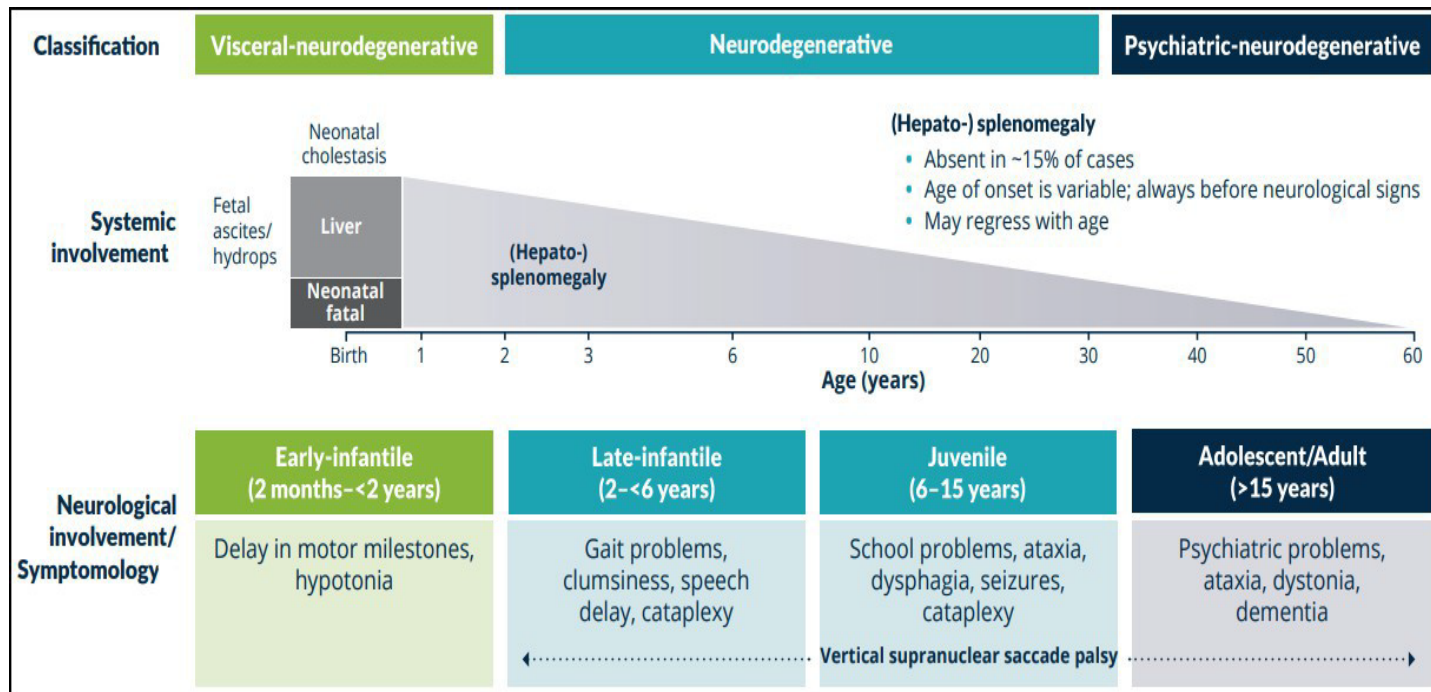 Classification
Visceral-neurodegenerative
Neurodegenerative
Psychiatric-neurodegenerative
Systemic
involvement
Fetal
ascites/
hydrops
Neonatal
cholestasis
Liver
Neonatal
fatal
(Hepato-)
splenomegaly
(Hepato-) splenomegaly
• Absent in ~15% of cases
• Age of onset is variable; always before neurological signs
• May regress with age
Birth 1 2 3 6 10 20 30 40 50 60
Age (years)
Neurological
involvement/
Symptomology
Early-infantile
(2 months–<2 years)
Delay in motor milestones,
hypotonia
Late-infantile
(2–<6 years)
Gait problems,
clumsiness, speech
delay, cataplexy
Juvenile
(6–15 years)
School problems, ataxia,
dysphagia, seizures,
cataplexy
Adolescent/Adult
(>15 years)
Psychiatric problems,
ataxia, dystonia,
dementia
Vertical supranuclear saccade palsy